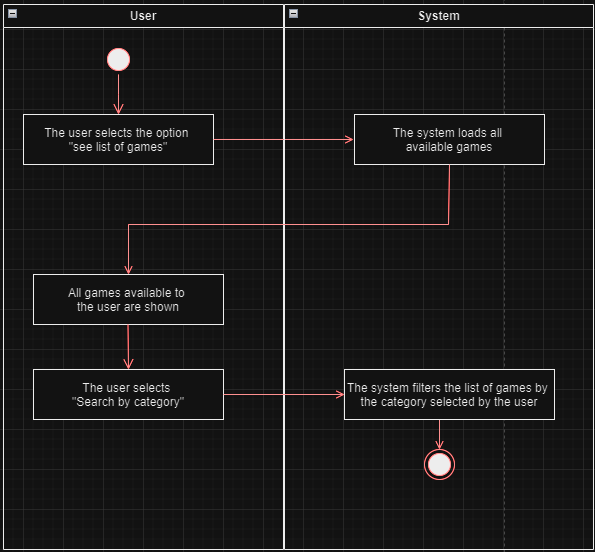 User
System
The user selects the option
"see list of games"
The system loads all
available games
All games available to
the user are shown
The user selects
"Search by category"
The system filters the list of games by
the category selected by the user